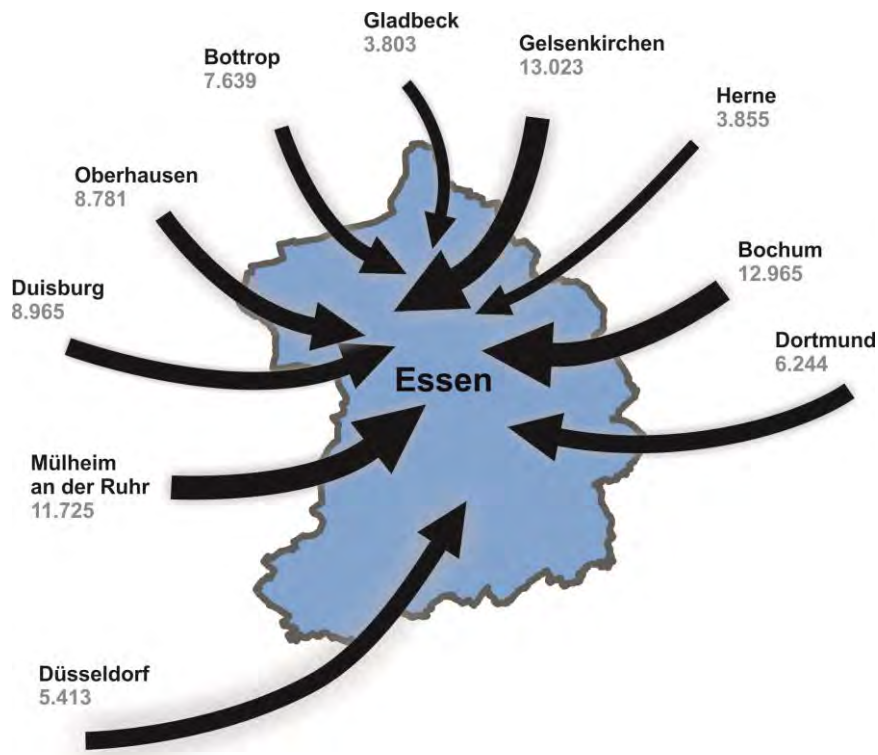 Gladbeck
3.803
Bottrop
7.639
Gelsenkirchen
13.023
Herne
3.855
Oberhausen
8.781
Bochum
12.965
Duisburg
8.965
Dortmund
6.244
Essen
Mülheim
an der Ruhr
11.725
Düsseldorf
5.413